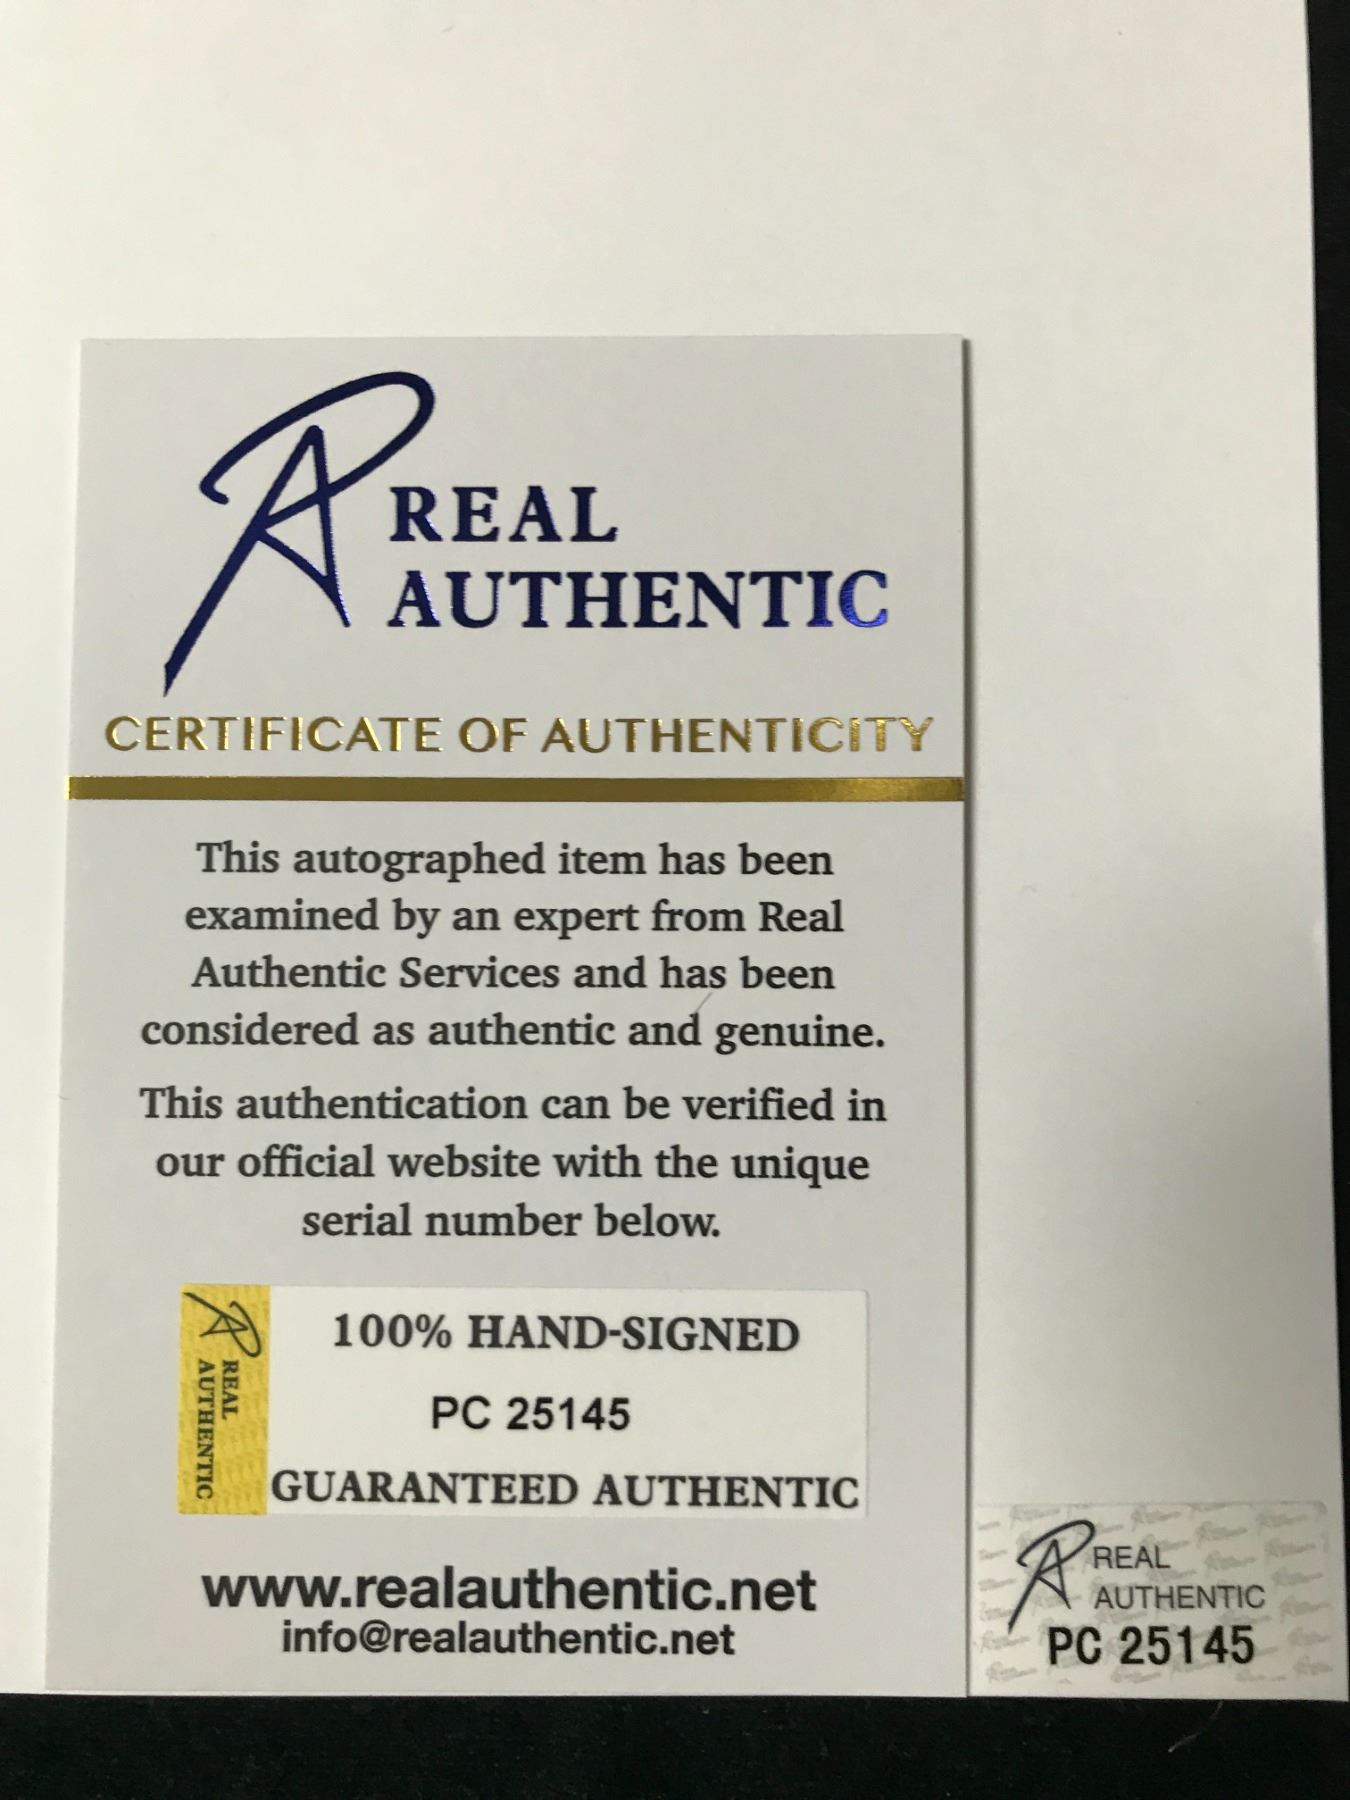 REAL
AUTHENTIC
CERTIFICATE OF AUTHENTICITY
This autographed item has been
examined by an expert from Real
Authentic Services and has been
considered as authentic and genuine.
This authentication can be verified in
our official website with the unique
serial number below.
REAL
AUTHENTIC
100% HAND-SIGNED
PC 25145
GUARANTEED AUTHENTIC
www.realauthentic.net
info@realauthentic.net
REAL
AUTHENTIC
PC 25145